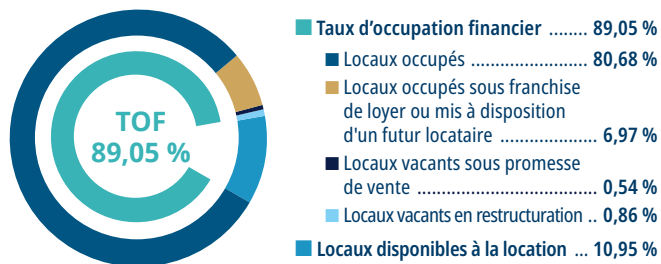 TOF
89,05 %
Taux d'occupation financier ........ 89,05 %
Locaux occupés ...................... 80,68 %
Locaux occupés sous franchise
de loyer ou mis à disposition
d'un futur locataire .................. 6,97 %
Locaux vacants sous promesse
de vente .................................. 0,54 %
Locaux vacants en restructuration .. 0,86 %
Locaux disponibles à la location ... 10,95 %